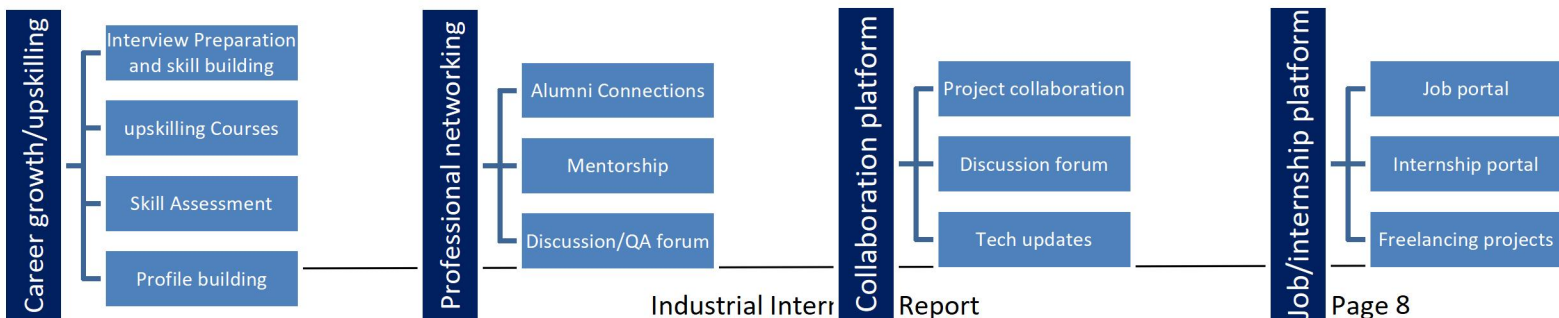 Career growth/upskilling
Interview Preparation
and skill building
upskilling Courses
Skill Assessment
Profile building
Professional networking
Alumni Connections
Mentorship
Discussion/QA forum
Collaboration platform
Project collaboration
Discussion forum
Tech updates
Job/internship platform
Job portal
Internship portal
Freelancing projects
Industrial Report Page 8